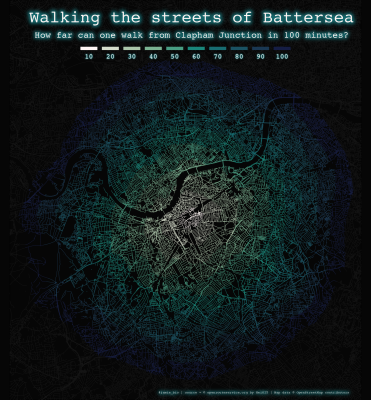 Walking the streets of Battersea
How far can one walk from Clapham Junction in 100 minutes?
10 20 30 40 50 60 70 80 90 100